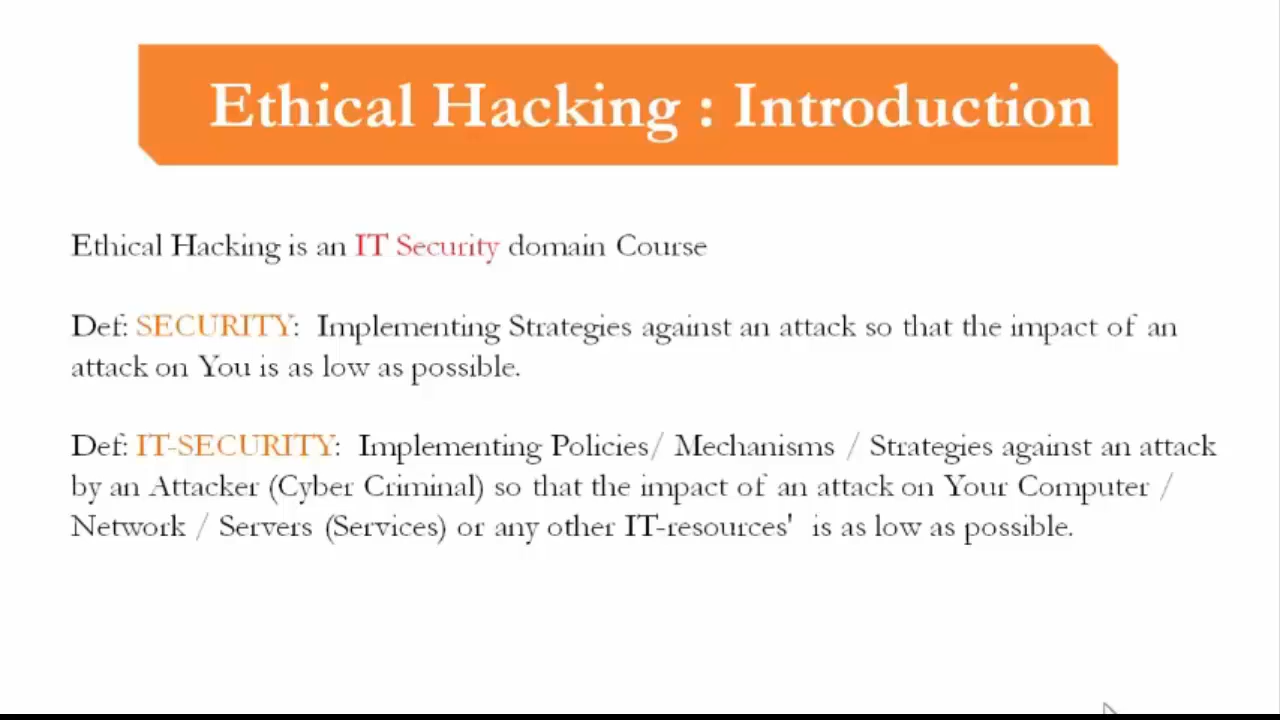 Ethical Hacking : Introduction
Ethical Hacking is an IT Security domain Course
Def: SECURITY: Implementing Strategies against an attack so that the impact of an
attack on You is as low as possible.
Def: IT-SECURITY: Implementing Policies/ Mechanisms / Strategies against an attack
by an Attacker (Cyber Criminal) so that the impact of an attack on Your Computer /
Network / Servers (Services) or any other IT-resources' is as low as possible.